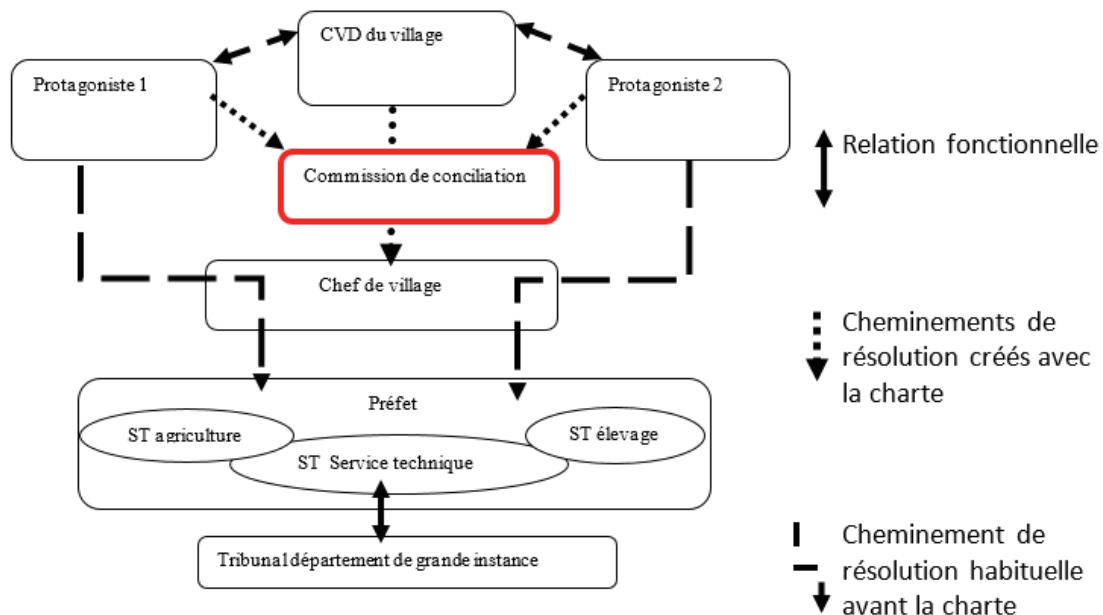 CVD du village
Protagoniste 1
Protagoniste 2
Relation fonctionnelle
Commission de conciliation
Chef de village
Cheminements de
résolution créés avec
la charte
Préfet
ST agriculture
ST élevage
ST Service technique
Tribunal département de grande instance
Cheminement de
résolution habituelle
avant la charte